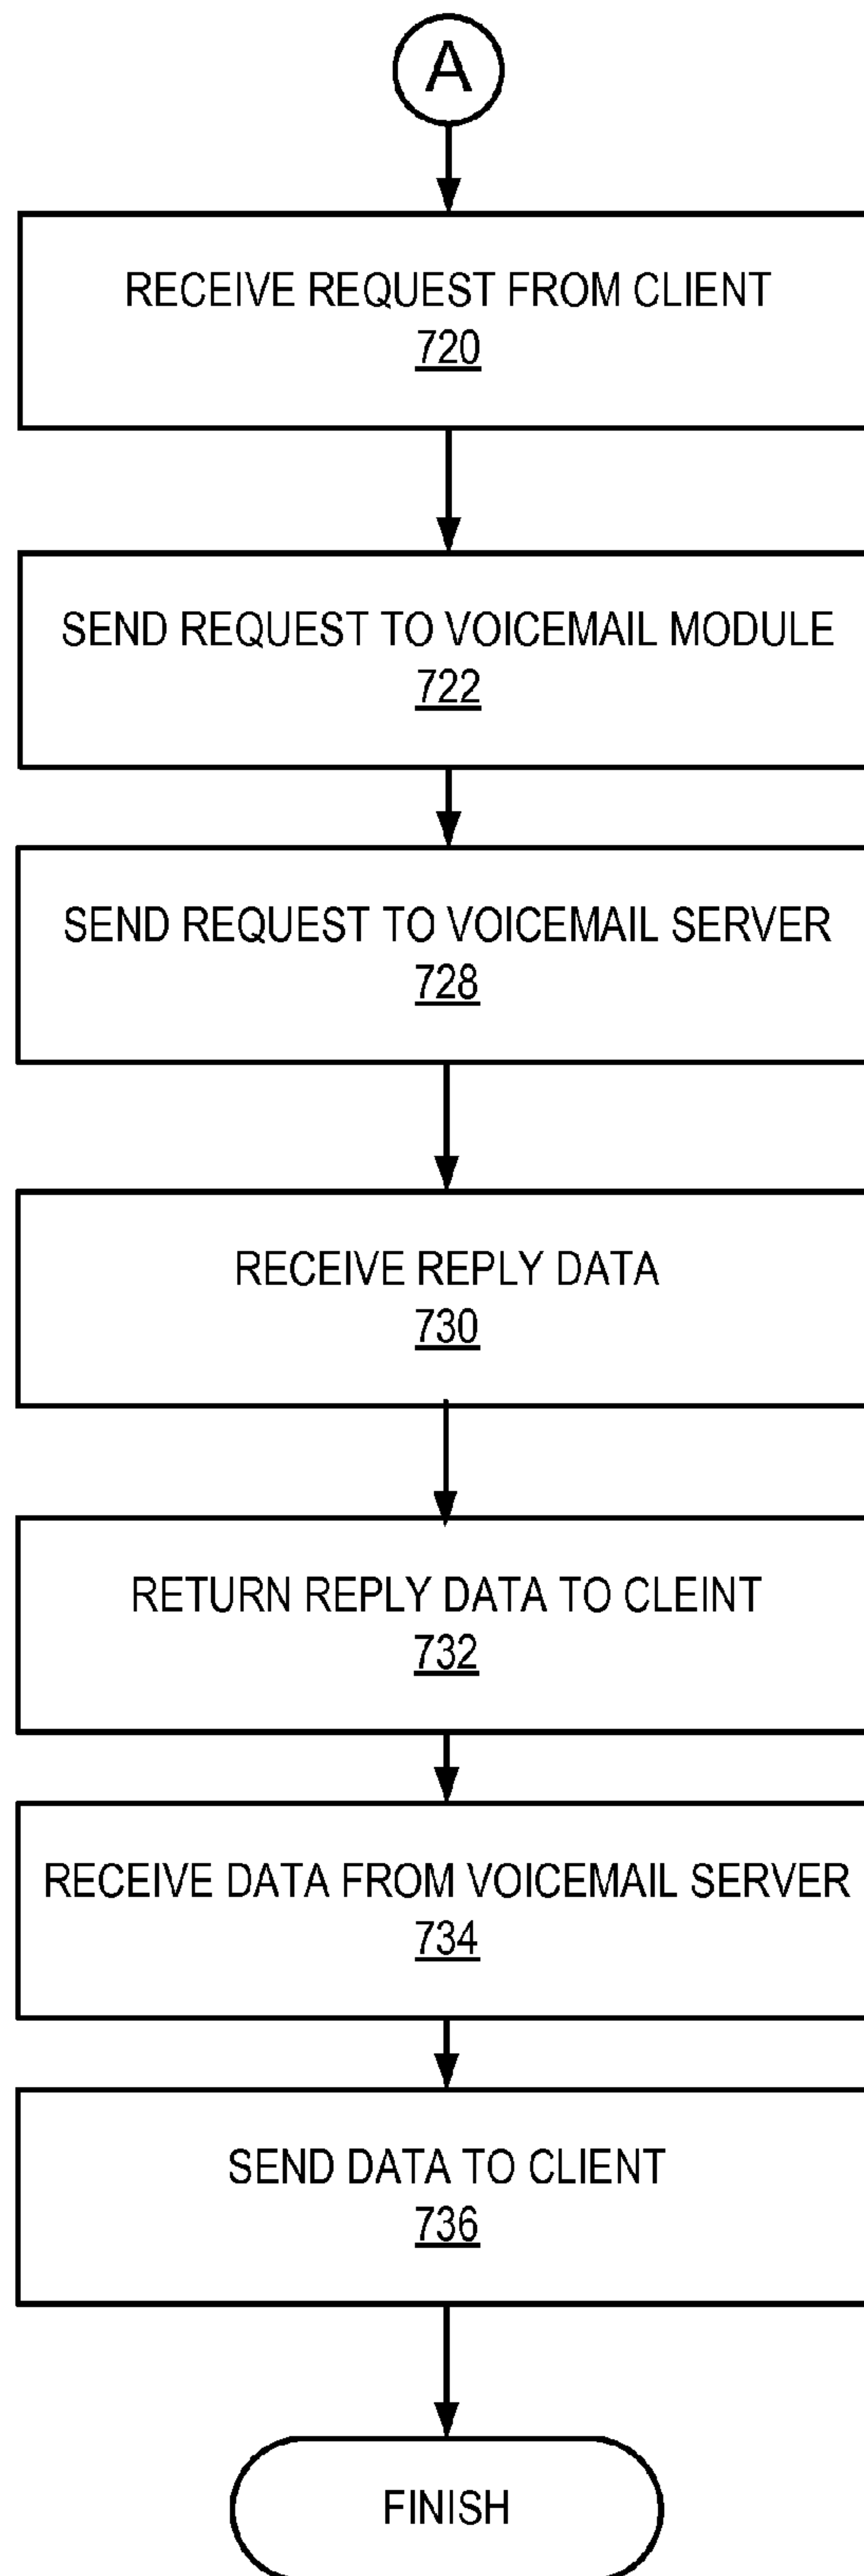 A
RECEIVE REQUEST FROM CLIENT
720
SEND REQUEST TO VOICEMAIL MODULE
722
SEND REQUEST TO VOICEMAIL SERVER
728
RECEIVE REPLY DATA
730
RETURN REPLY DATA TO CLEINT
732
RECEIVE DATA FROM VOICEMAIL SERVER
734
SEND DATA TO CLIENT
736
FINISH